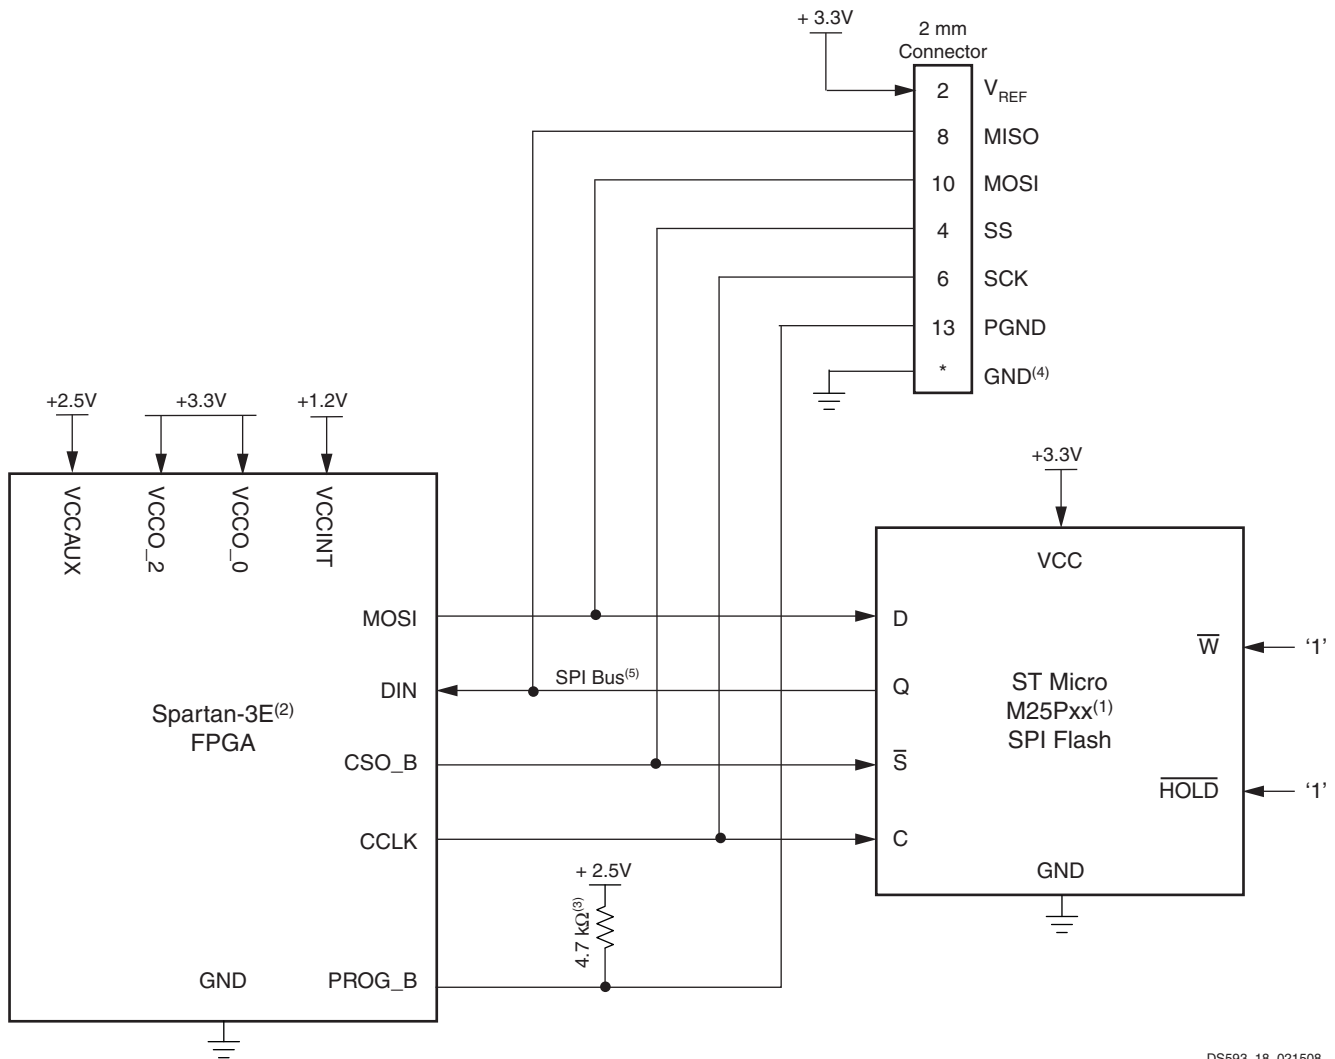 + 3.3V
2 mm
Connector
2 VREF
8 MISO
10 MOSI
4 SS
6 SCK
13 PGND
* GND(4)
+2.5V
+3.3V
+1.2V
VCCAUX
VCCO_2
VCCO_0
VCCINT
MOSI
DIN
CSO_B
CCLK
PROG_B
GND
Spartan-3E(2)
FPGA
SPI Bus(5)
+ 2.5V
4.7 kΩ(3)
+3.3V
VCC
D
Q
S̅
C
W̅
‘1’
H̅O̅L̅D̅
‘1’
ST Micro
M25Pxx(1)
SPI Flash
GND
DS593_18_021508